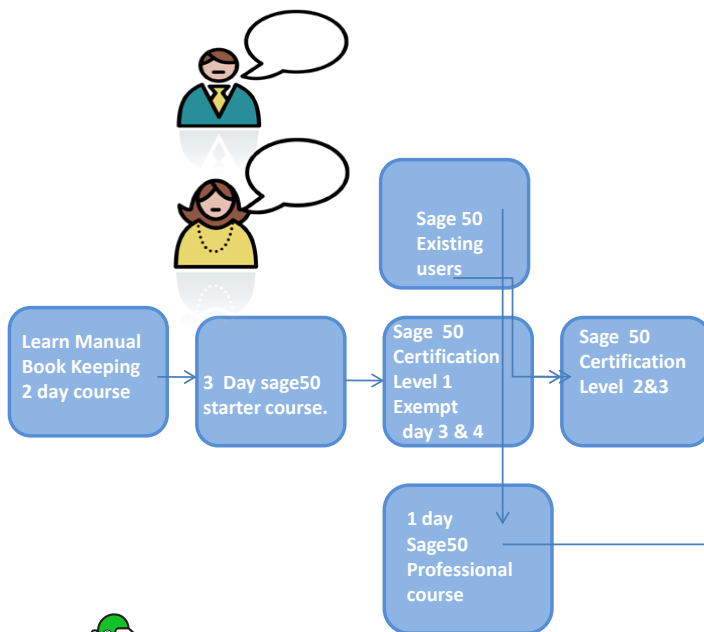 Sage 50
Existing
users
Learn Manual
Book Keeping
2 day course
3 Day sage50
starter course.
Sage 50
Certification
Level 1
Exempt
day 3 & 4
Sage 50
Certification
Level 2&3
1 day
Sage50
Professional
course